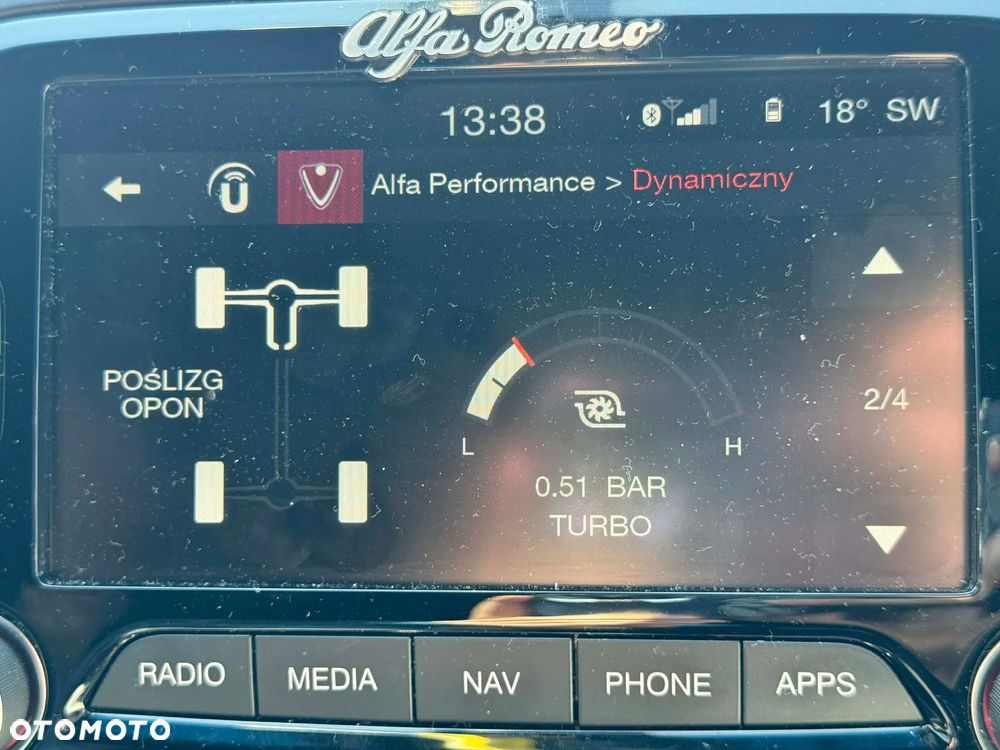 Alfa Romeo
13:38 18° SW
Alfa Performance > Dynamiczny
POŚLIZG
OPON
2/4
L H
0.51 BAR
TURBO
RADIO MEDIA NAV PHONE APPS
OTOMOTO